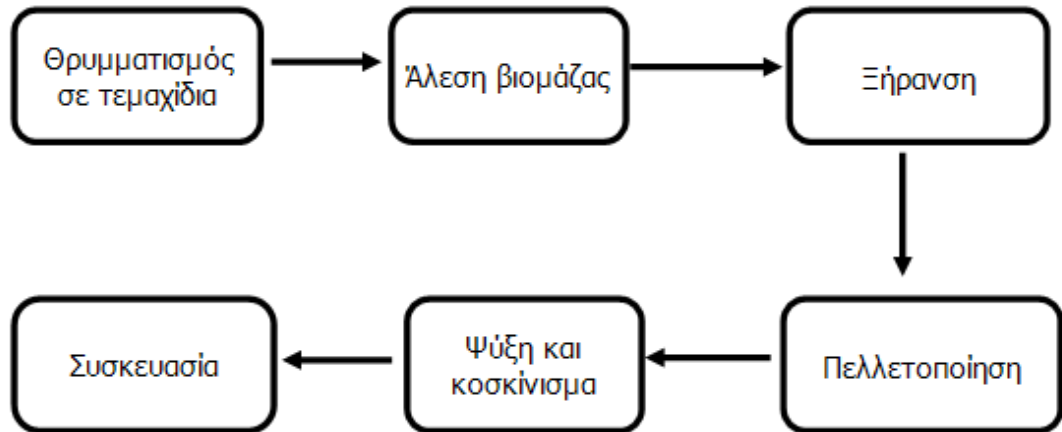 Θρυμματισμός
σε τεμαχίδια
Άλεση βιομάζας
Ξήρανση
Πελλετοποίηση
Ψύξη και
κοσκίνισμα
Συσκευασία